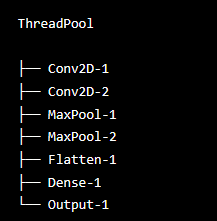 ThreadPool
├── Conv2D-1
├── Conv2D-2
├── MaxPool-1
├── MaxPool-2
├── Flatten-1
├── Dense-1
└── Output-1